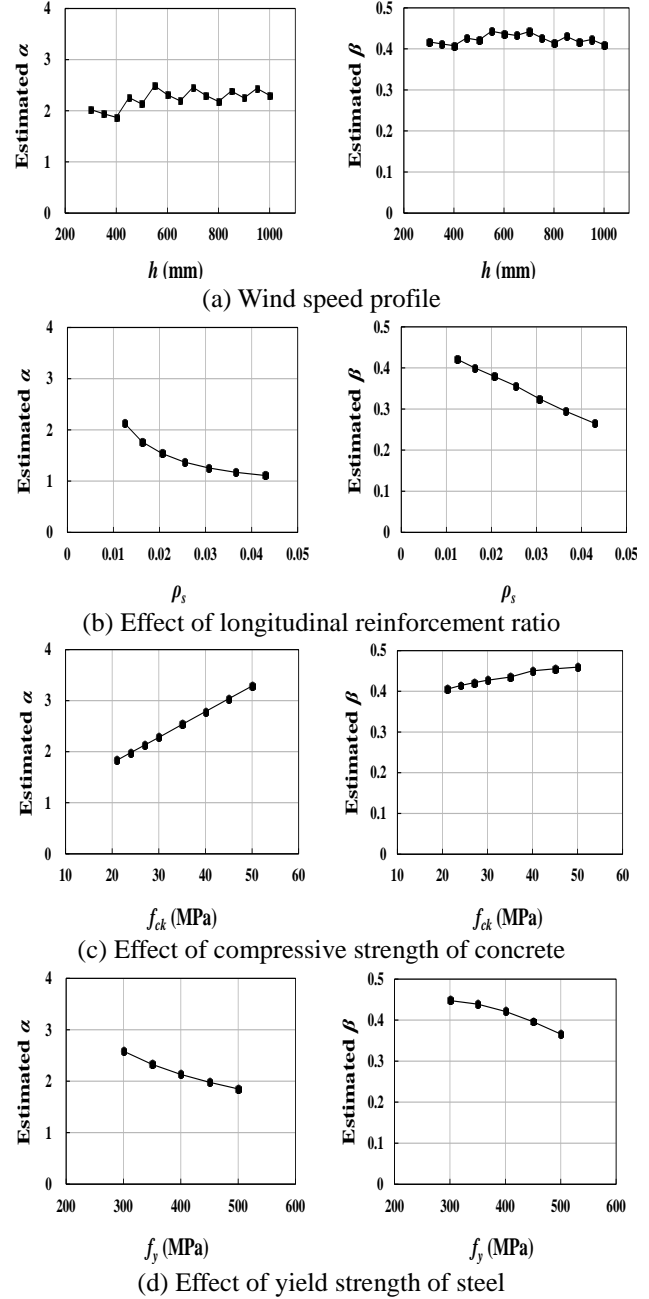 Estimated α
4
3
2
1
0
200 400 600 800 1000
h (mm)
Estimated β
0.5
0.4
0.3
0.2
0.1
0
200 400 600 800 1000
h (mm)
(a) Wind speed profile
Estimated α
4
3
2
1
0
0 0.01 0.02 0.03 0.04 0.05
ρs
Estimated β
0.5
0.4
0.3
0.2
0.1
0
0 0.01 0.02 0.03 0.04 0.05
ρs
(b) Effect of longitudinal reinforcement ratio
Estimated α
4
3
2
1
0
10 20 30 40 50 60
fck (MPa)
Estimated β
0.5
0.4
0.3
0.2
0.1
0
10 20 30 40 50 60
fck (MPa)
(c) Effect of compressive strength of concrete
Estimated α
4
3
2
1
0
200 300 400 500 600
fy (MPa)
Estimated β
0.5
0.4
0.3
0.2
0.1
0
200 300 400 500 600
fy (MPa)
(d) Effect of yield strength of steel